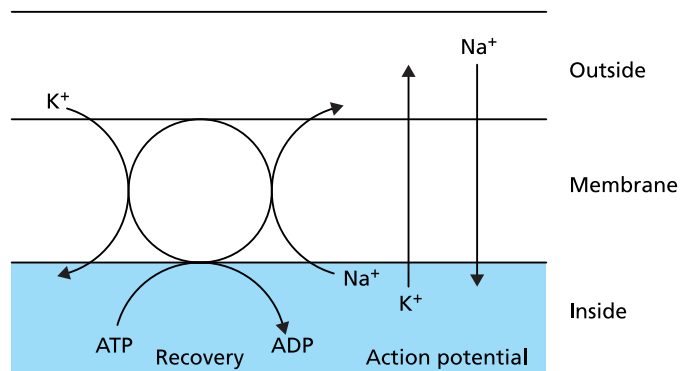 Na⁺
Outside
K⁺
Membrane
Na⁺
K⁺
Inside
ATP
ADP
Recovery
Action potential